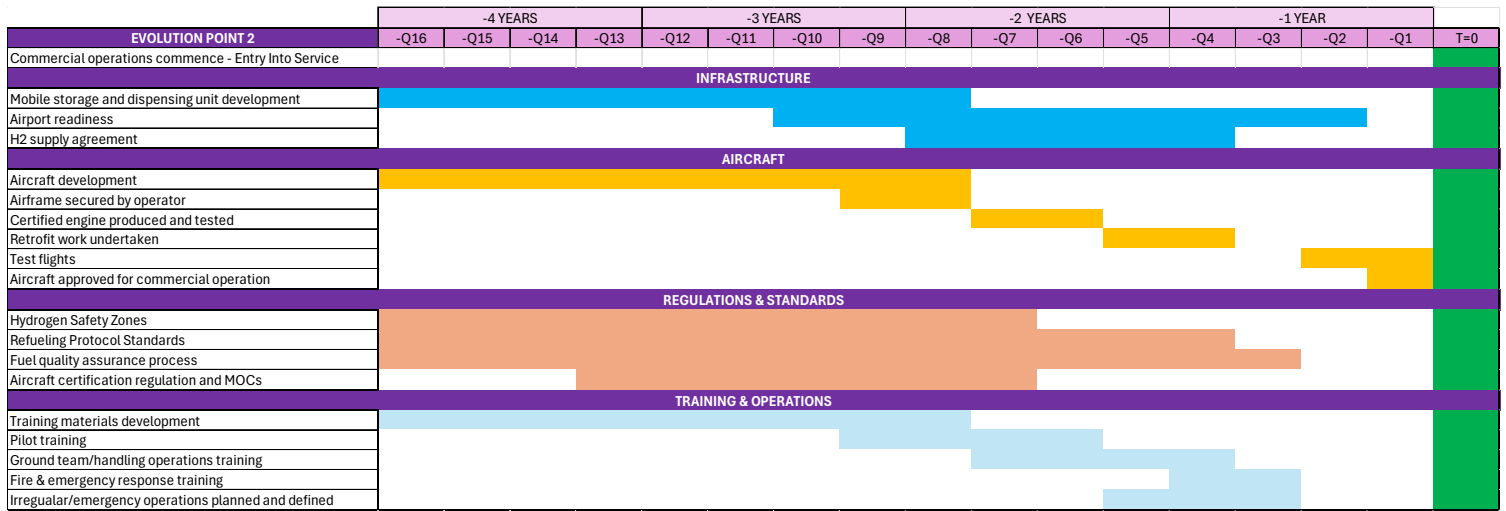 -4 YEARS -3 YEARS -2 YEARS -1 YEAR
EVOLUTION POINT 2 -Q16 -Q15 -Q14 -Q13 -Q12 -Q11 -Q10 -Q9 -Q8 -Q7 -Q6 -Q5 -Q4 -Q3 -Q2 -Q1 T=0
Commercial operations commence - Entry Into Service
INFRASTRUCTURE
Mobile storage and dispensing unit development
Airport readiness
H2 supply agreement
AIRCRAFT
Aircraft development
Airframe secured by operator
Certified engine produced and tested
Retrofit work undertaken
Test flights
Aircraft approved for commercial operation
REGULATIONS & STANDARDS
Hydrogen Safety Zones
Refueling Protocol Standards
Fuel quality assurance process
Aircraft certification regulation and MOCs
TRAINING & OPERATIONS
Training materials development
Pilot training
Ground team/handling operations training
Fire & emergency response training
Irregualar/emergency operations planned and defined